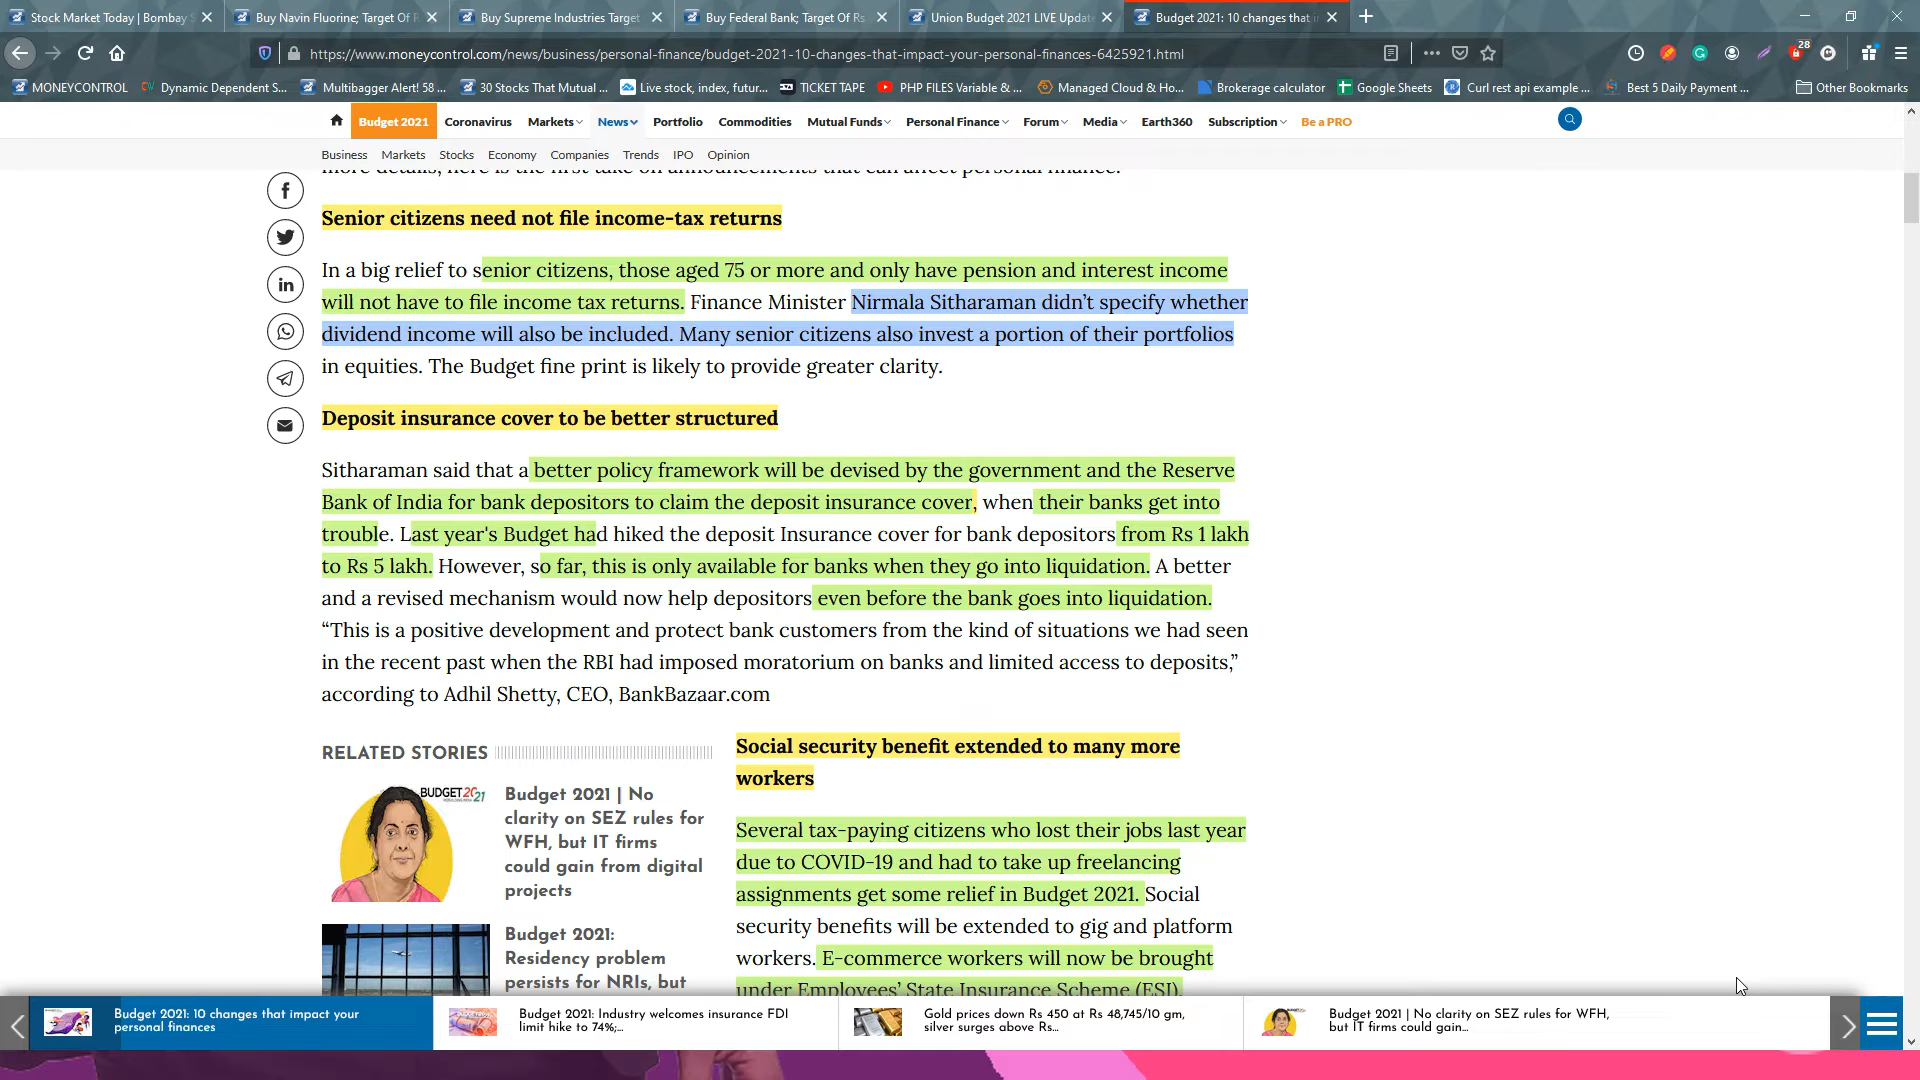 Stock Market Today | Bombay S
Buy Navin Fluorine; Target Of R
Buy Supreme Industries Target
Buy Federal Bank; Target Of Rs
Union Budget 2021 LIVE Updat
Budget 2021: 10 changes that i
https://www.moneycontrol.com/news/business/personal-finance/budget-2021-10-changes-that-impact-your-personal-finances-6425921.html
28
MONEYCONTROL
Dynamic Dependent S...
Multibagger Alert! 58 ...
30 Stocks That Mutual ...
Live stock, index, futur...
TICKET TAPE
PHP FILES Variable & ...
Managed Cloud & Ho...
Brokerage calculator
Google Sheets
Curl rest api example ...
Best 5 Daily Payment ...
Other Bookmarks
Budget 2021
Coronavirus
Markets
News
Portfolio
Commodities
Mutual Funds
Personal Finance
Forum
Media
Earth360
Subscription
Be a PRO
Business
Markets
Stocks
Economy
Companies
Trends
IPO
Opinion
more details, here is the first take on announcements that can affect personal finance.
Senior citizens need not file income-tax returns
In a big relief to senior citizens, those aged 75 or more and only have pension and interest income
will not have to file income tax returns. Finance Minister Nirmala Sitharaman didn't specify whether
dividend income will also be included. Many senior citizens also invest a portion of their portfolios
in equities. The Budget fine print is likely to provide greater clarity.
Deposit insurance cover to be better structured
Sitharaman said that a better policy framework will be devised by the government and the Reserve
Bank of India for bank depositors to claim the deposit insurance cover, when their banks get into
trouble. Last year's Budget had hiked the deposit Insurance cover for bank depositors from Rs 1 lakh
to Rs 5 lakh. However, so far, this is only available for banks when they go into liquidation. A better
and a revised mechanism would now help depositors even before the bank goes into liquidation.
“This is a positive development and protect bank customers from the kind of situations we had seen
in the recent past when the RBI had imposed moratorium on banks and limited access to deposits,”
according to Adhil Shetty, CEO, BankBazaar.com
RELATED STORIES
BUDGET 2021
Budget 2021 | No
clarity on SEZ rules for
WFH, but IT firms
could gain from digital
projects
Budget 2021:
Residency problem
persists for NRIs, but
Social security benefit extended to many more
workers
Several tax-paying citizens who lost their jobs last year
due to COVID-19 and had to take up freelancing
assignments get some relief in Budget 2021. Social
security benefits will be extended to gig and platform
workers. E-commerce workers will now be brought
under Employees' State Insurance Scheme (ESI).
Budget 2021: 10 changes that impact your
personal finances
Budget 2021: Industry welcomes insurance FDI
limit hike to 74%;...
Gold prices down Rs 450 at Rs 48,745/10 gm,
silver surges above Rs...
Budget 2021 | No clarity on SEZ rules for WFH,
but IT firms could gain...